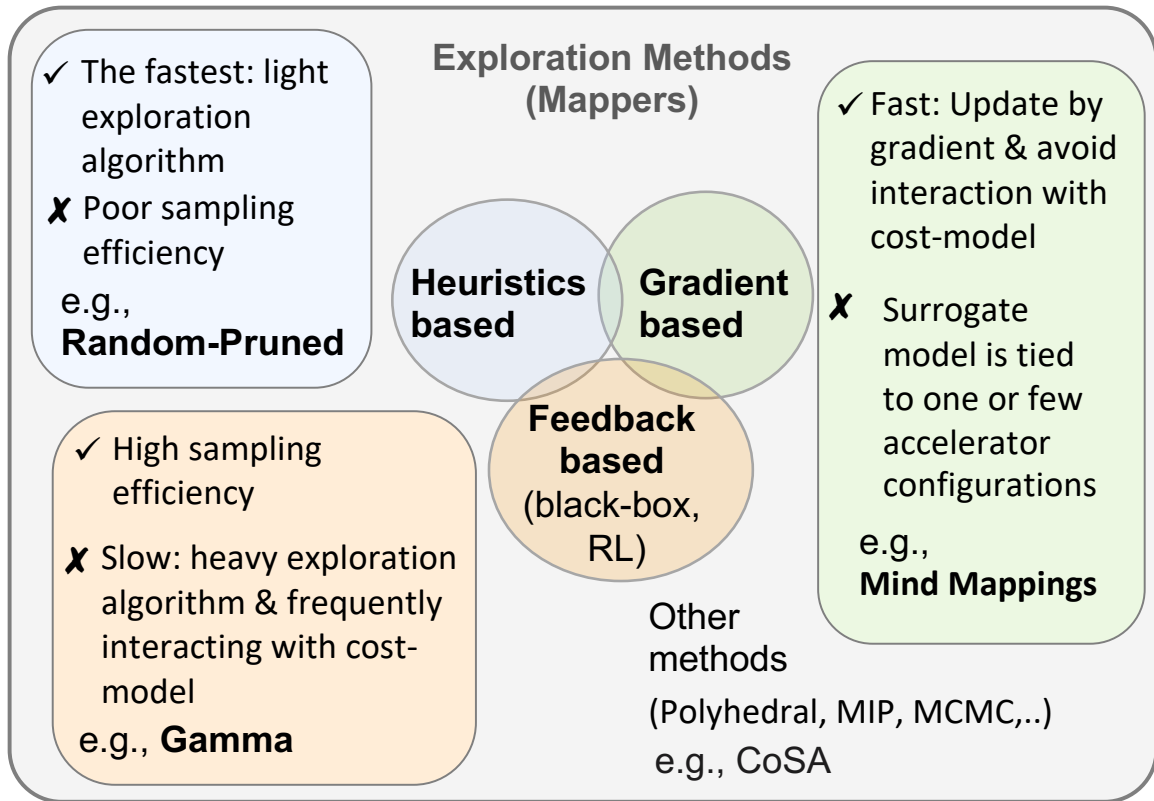 Exploration Methods
(Mappers)
✓ The fastest: light
exploration
algorithm
✗ Poor sampling
efficiency
e.g.,
Random-Pruned
✓ Fast: Update by
gradient & avoid
interaction with
cost-model
✗ Surrogate
model is tied
to one or few
accelerator
configurations
e.g.,
Mind Mappings
Heuristics
based
Gradient
based
Feedback
based
(black-box,
RL)
✓ High sampling
efficiency
✗ Slow: heavy exploration
algorithm & frequently
interacting with cost-
model
e.g., Gamma
Other
methods
(Polyhedral, MIP, MCMC,..)
e.g., CoSA